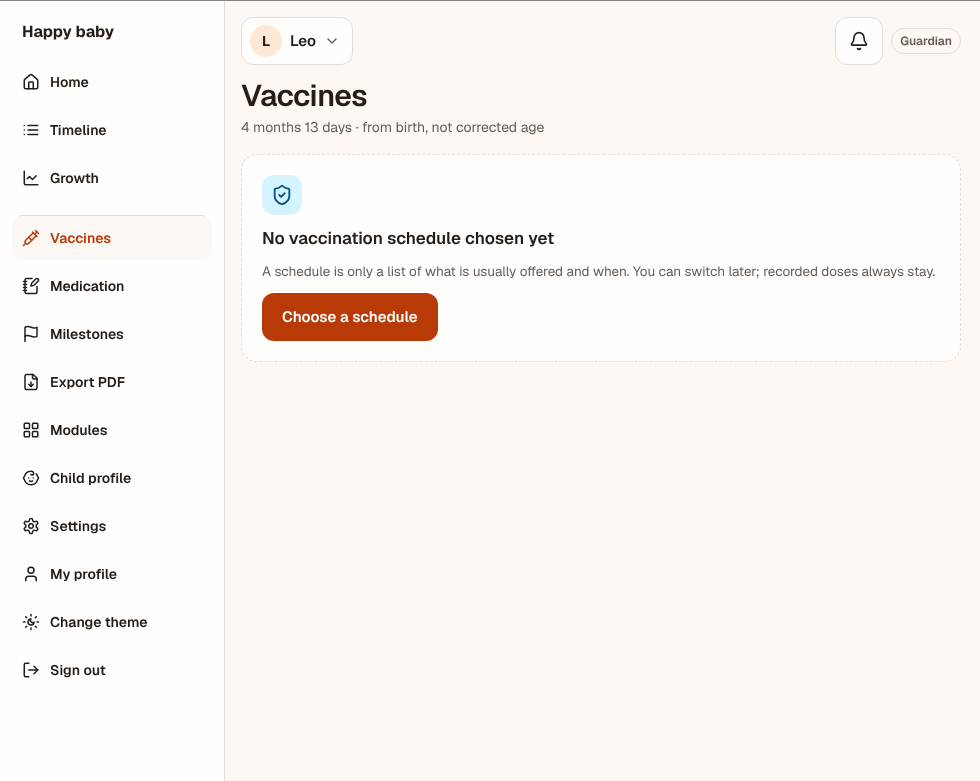 Happy baby
Home
Timeline
Growth
Vaccines
Medication
Milestones
Export PDF
Modules
Child profile
Settings
My profile
Change theme
Sign out
L Leo
Guardian
Vaccines
4 months 13 days · from birth, not corrected age
No vaccination schedule chosen yet
A schedule is only a list of what is usually offered and when. You can switch later; recorded doses always stay.
Choose a schedule